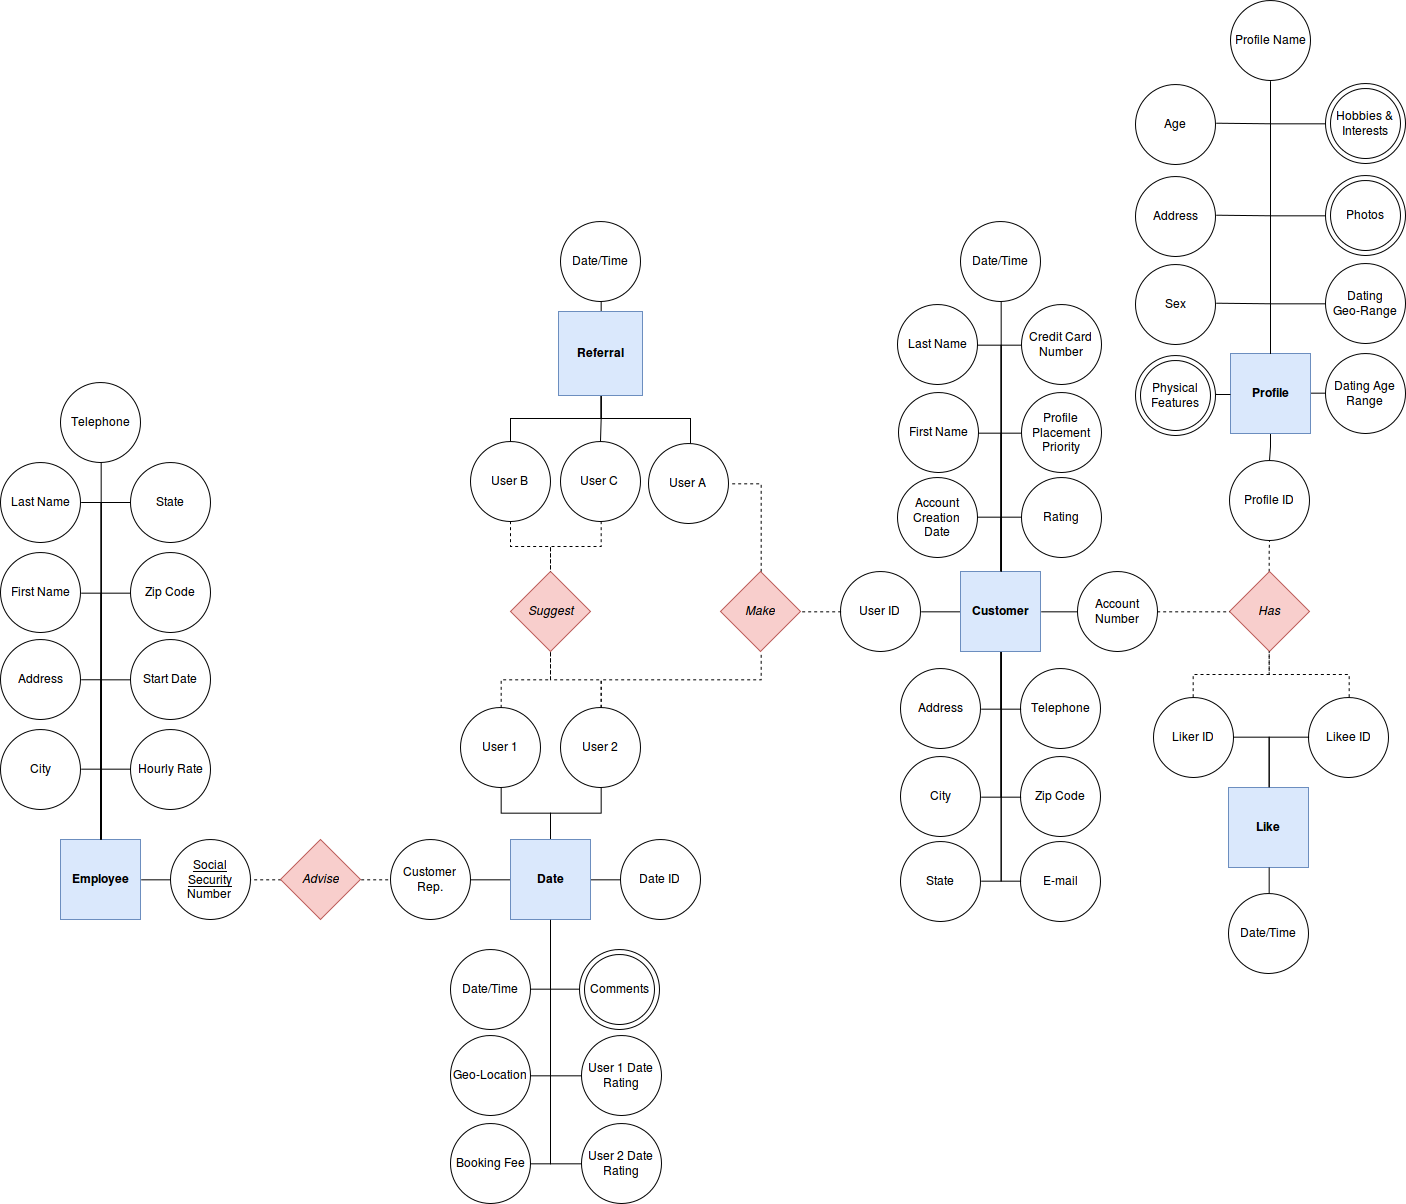 Profile Name
Age
Hobbies &
Interests
Address
Photos
Sex
Dating
Geo-Range
Physical
Features
Profile
Dating Age
Range
Profile ID
Date/Time
Referral
User B
User C
User A
Date/Time
Last Name
Credit Card
Number
First Name
Profile
Placement
Priority
Account
Creation
Date
Rating
Telephone
Last Name
State
First Name
Zip Code
Address
Start Date
City
Hourly Rate
Suggest
Make
User ID
Customer
Account
Number
Has
Address
Telephone
City
Zip Code
State
E-mail
Liker ID
Likee ID
Like
Date/Time
User 1
User 2
Employee
Social
Security
Number
Advise
Customer
Rep.
Date
Date ID
Date/Time
Comments
Geo-Location
User 1 Date
Rating
Booking Fee
User 2 Date
Rating